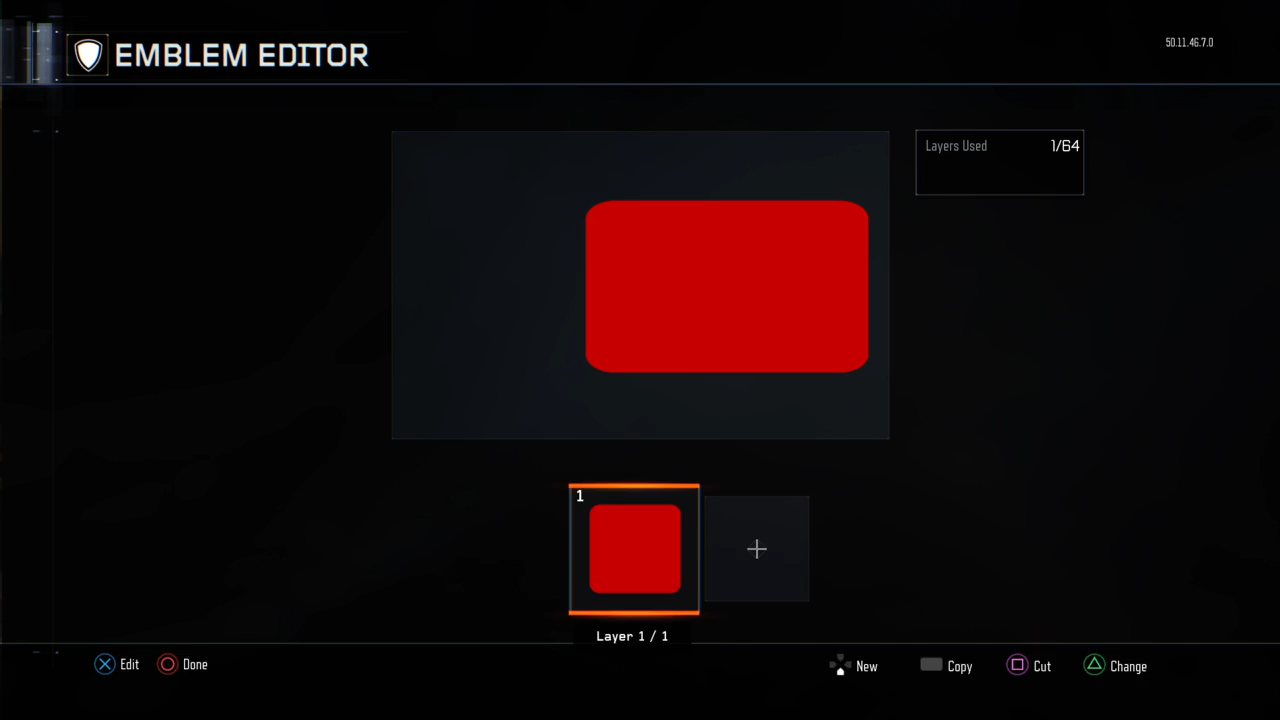 EMBLEM EDITOR
50.11.46.7.0
Layers Used 1/64
1
Layer 1 / 1
Edit Done New Copy Cut Change